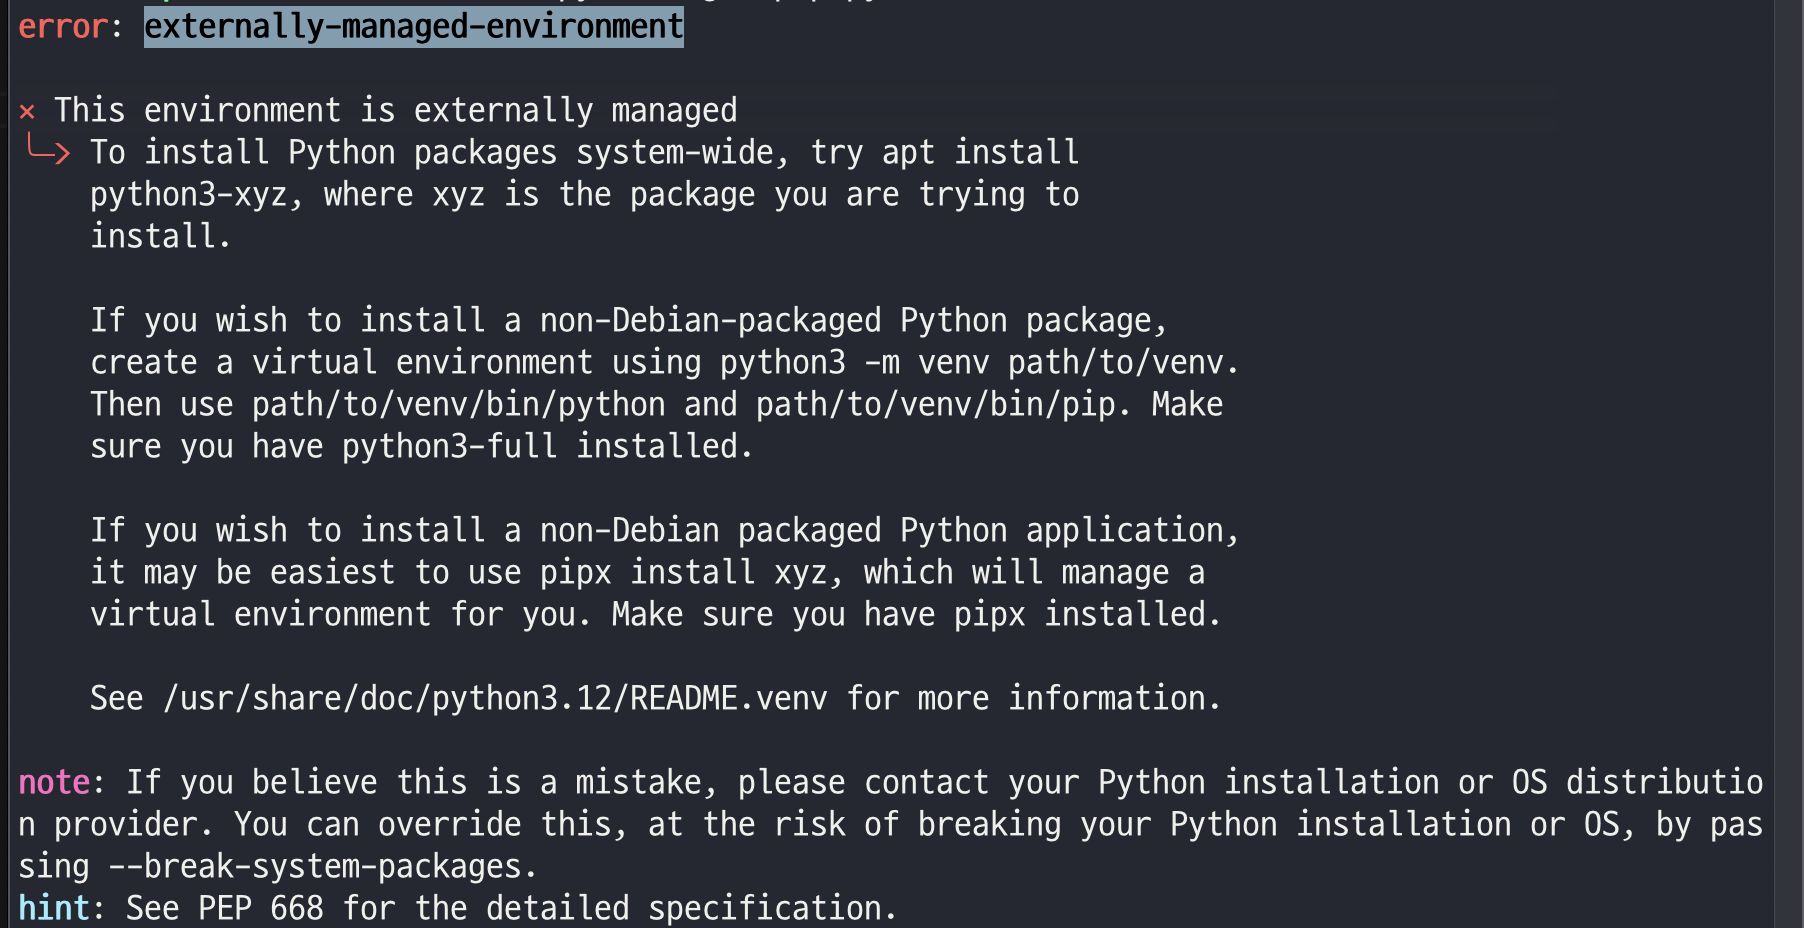 error: externally-managed-environment
× This environment is externally managed
╰─> To install Python packages system-wide, try apt install
python3-xyz, where xyz is the package you are trying to
install.
If you wish to install a non-Debian-packaged Python package,
create a virtual environment using python3 -m venv path/to/venv.
Then use path/to/venv/bin/python and path/to/venv/bin/pip. Make
sure you have python3-full installed.
If you wish to install a non-Debian packaged Python application,
it may be easiest to use pipx install xyz, which will manage a
virtual environment for you. Make sure you have pipx installed.
See /usr/share/doc/python3.12/README.venv for more information.
note: If you believe this is a mistake, please contact your Python installation or OS distributio
n provider. You can override this, at the risk of breaking your Python installation or OS, by pas
sing --break-system-packages.
hint: See PEP 668 for the detailed specification.